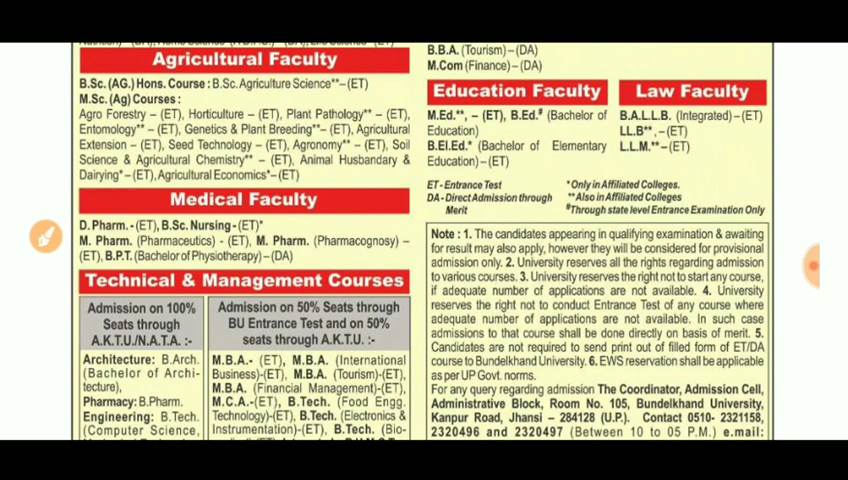 Agricultural Faculty
B.Sc. (AG.) Hons. Course : B.Sc. Agriculture Science**–(ET)
M.Sc. (Ag) Courses :
Agro Forestry – (ET), Horticulture – (ET), Plant Pathology** – (ET),
Entomology** – (ET), Genetics & Plant Breeding**– (ET), Agricultural
Extension – (ET), Seed Technology – (ET), Agronomy** – (ET), Soil
Science & Agricultural Chemistry** – (ET), Animal Husbandary &
Dairying* – (ET), Agricultural Economics*– (ET)
Medical Faculty
D. Pharm. - (ET), B.Sc. Nursing - (ET)*
M. Pharm. (Pharmaceutics) - (ET), M. Pharm. (Pharmacognosy) –
(ET), B.P.T. (Bachelor of Physiotherapy) – (DA)
Technical & Management Courses
Admission on 100%
Seats through
A.K.T.U./N.A.T.A. :-
Architecture: B.Arch.
(Bachelor of Archi-
tecture),
Pharmacy: B.Pharm.
Engineering: B.Tech.
(Computer Science,
Admission on 50% Seats through
BU Entrance Test and on 50%
seats through A.K.T.U. :-
M.B.A.- (ET), M.B.A. (International
Business)-(ET), M.B.A. (Tourism)-(ET),
M.B.A. (Financial Management)-(ET),
M.C.A.-(ET), B.Tech. (Food Engg.
Technology)-(ET), B.Tech. (Electronics &
Instrumentation)-(ET), B.Tech. (Bio-
B.B.A. (Tourism) – (DA)
M.Com (Finance) – (DA)
Education Faculty
M.Ed.**, – (ET), B.Ed.# (Bachelor of
Education)
B.El.Ed.* (Bachelor of Elementary
Education) – (ET)
Law Faculty
B.A.L.L.B. (Integrated) – (ET)
LL.B** , – (ET)
L.L.M.** – (ET)
ET - Entrance Test
DA - Direct Admission through
Merit
*Only in Affiliated Colleges.
**Also in Affiliated Colleges
#Through state level Entrance Examination Only
Note : 1. The candidates appearing in qualifying examination & awaiting
for result may also apply, however they will be considered for provisional
admission only. 2. University reserves all the rights regarding admission
to various courses. 3. University reserves the right not to start any course,
if adequate number of applications are not available. 4. University
reserves the right not to conduct Entrance Test of any course where
adequate number of applications are not available. In such case
admissions to that course shall be done directly on basis of merit. 5.
Candidates are not required to send print out of filled form of ET/DA
course to Bundelkhand University. 6. EWS reservation shall be applicable
as per UP Govt. norms.
For any query regarding admission The Coordinator, Admission Cell,
Administrative Block, Room No. 105, Bundelkhand University,
Kanpur Road, Jhansi – 284128 (U.P.). Contact 0510- 2321158,
2320496 and 2320497 (Between 10 to 05 P.M.) e.mail: